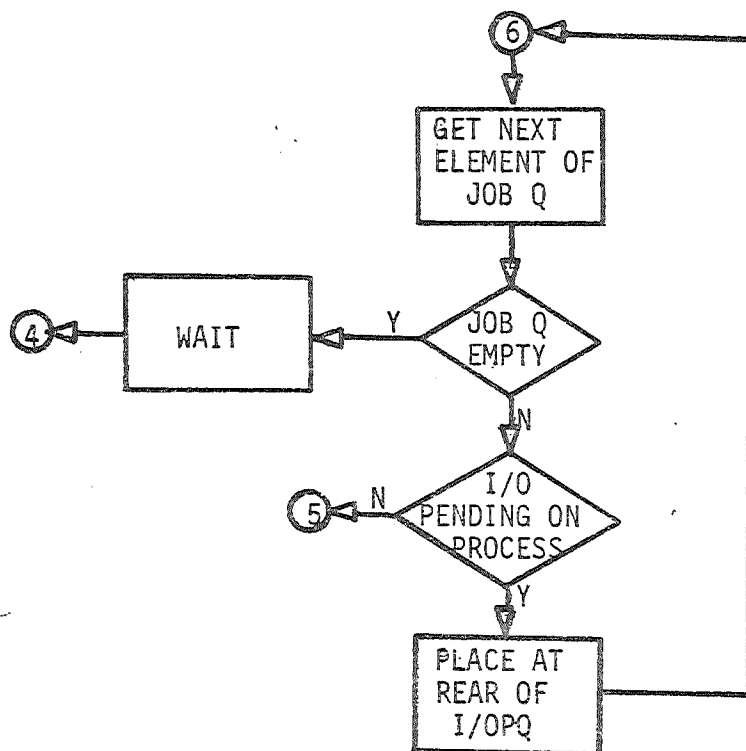 6
GET NEXT
ELEMENT OF
JOB Q
4
WAIT
Y
JOB Q
EMPTY
N
5
N
I/O
PENDING ON
PROCESS
Y
PLACE AT
REAR OF
I/OPQ